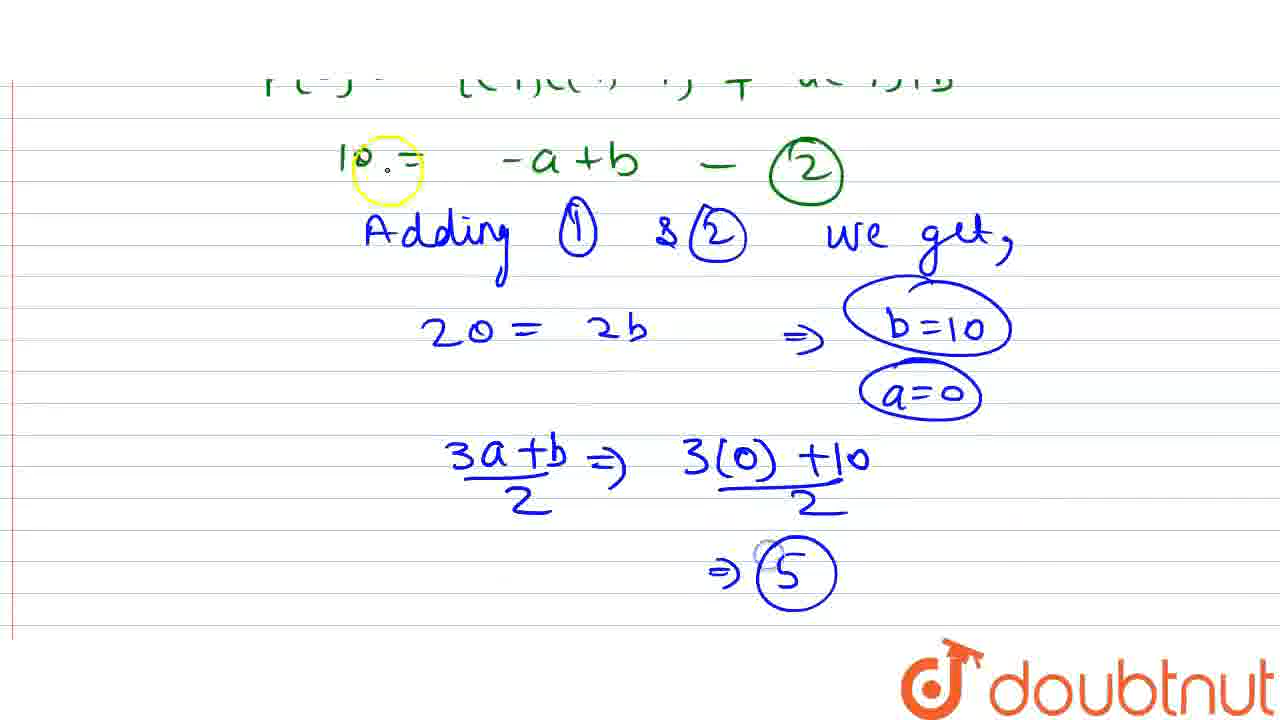 10 = -a+b - ②
Adding ① & ② we get,
20 = 2b ⇒ b=10
a=0
3a+b/2 ⇒ 3(0)+10/2
⇒ 5
doubtnut